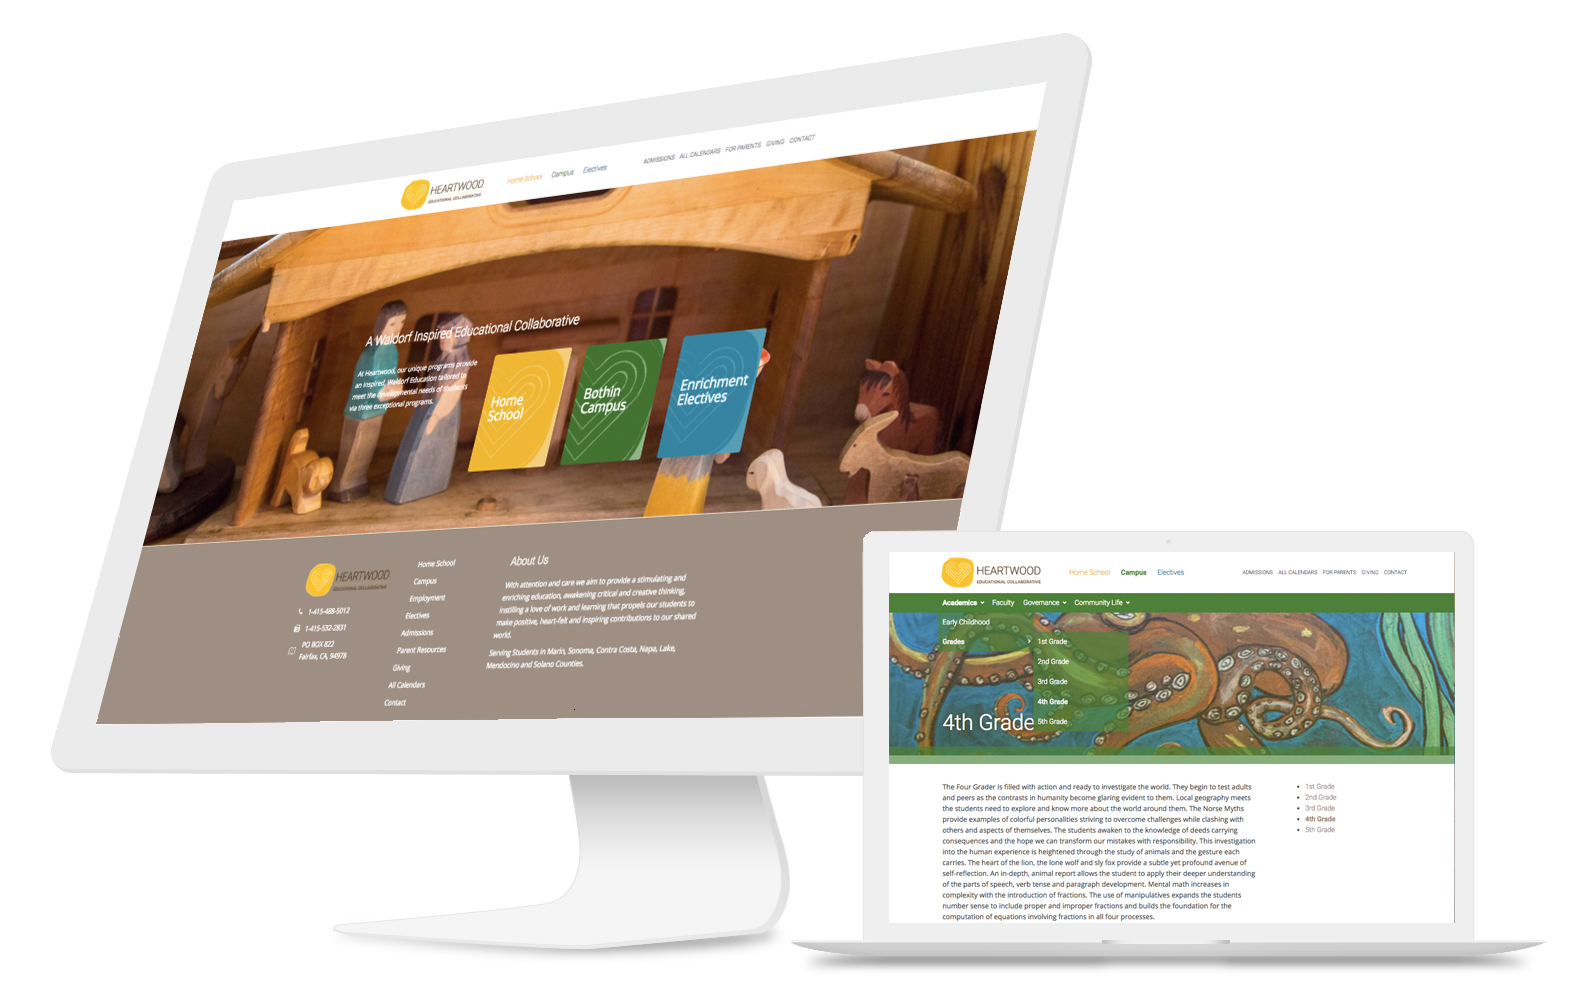 HEARTWOOD
EDUCATIONAL COLLABORATIVE
Home School Campus Electives
ADMISSIONS ALL CALENDARS FOR PARENTS GIVING CONTACT
A Waldorf Inspired Educational Collaborative
At Heartwood, our unique programs provide
an inspired, Waldorf Education tailored to
meet the developmental needs of students
via three exceptional programs.
Home
School
Bothin
Campus
Enrichment
Electives
HEARTWOOD
EDUCATIONAL COLLABORATIVE
1-415-488-5012
1-415-532-2831
PO BOX 822
Fairfax, CA, 94978
Home School
Campus
Employment
Electives
Admissions
Parent Resources
Giving
All Calendars
Contact
About Us
With attention and care we aim to provide a stimulating and
enriching education, awakening critical and creative thinking,
instilling a love of work and learning that propels our students to
make positive, heart-felt and inspiring contributions to our shared
world.
Serving Students in Marin, Sonoma, Contra Costa, Napa, Lake,
Mendocino and Solano Counties.
HEARTWOOD
EDUCATIONAL COLLABORATIVE
Home School Campus Electives
ADMISSIONS ALL CALENDARS FOR PARENTS GIVING CONTACT
Academics Faculty Governance Community Life
Early Childhood
Grades
1st Grade
2nd Grade
3rd Grade
4th Grade
5th Grade
4th Grade
The Four Grader is filled with action and ready to investigate the world. They begin to test adults
and peers as the contrasts in humanity become glaring evident to them. Local geography meets
the students need to explore and know more about the world around them. The Norse Myths
provide examples of colorful personalities striving to overcome challenges while clashing with
others and aspects of themselves. The students awaken to the knowledge of deeds carrying
consequences and the hope we can transform our mistakes with responsibility. This investigation
into the human experience is heightened through the study of animals and the gesture each
carries. The heart of the lion, the lone wolf and sly fox provide a subtle yet profound avenue of
self-reflection. An in-depth, animal report allows the student to apply their deeper understanding
of the parts of speech, verb tense and paragraph development. Mental math increases in
complexity with the introduction of fractions. The use of manipulatives expands the students
number sense to include proper and improper fractions and builds the foundation for the
computation of equations involving fractions in all four processes.
1st Grade
2nd Grade
3rd Grade
4th Grade
5th Grade